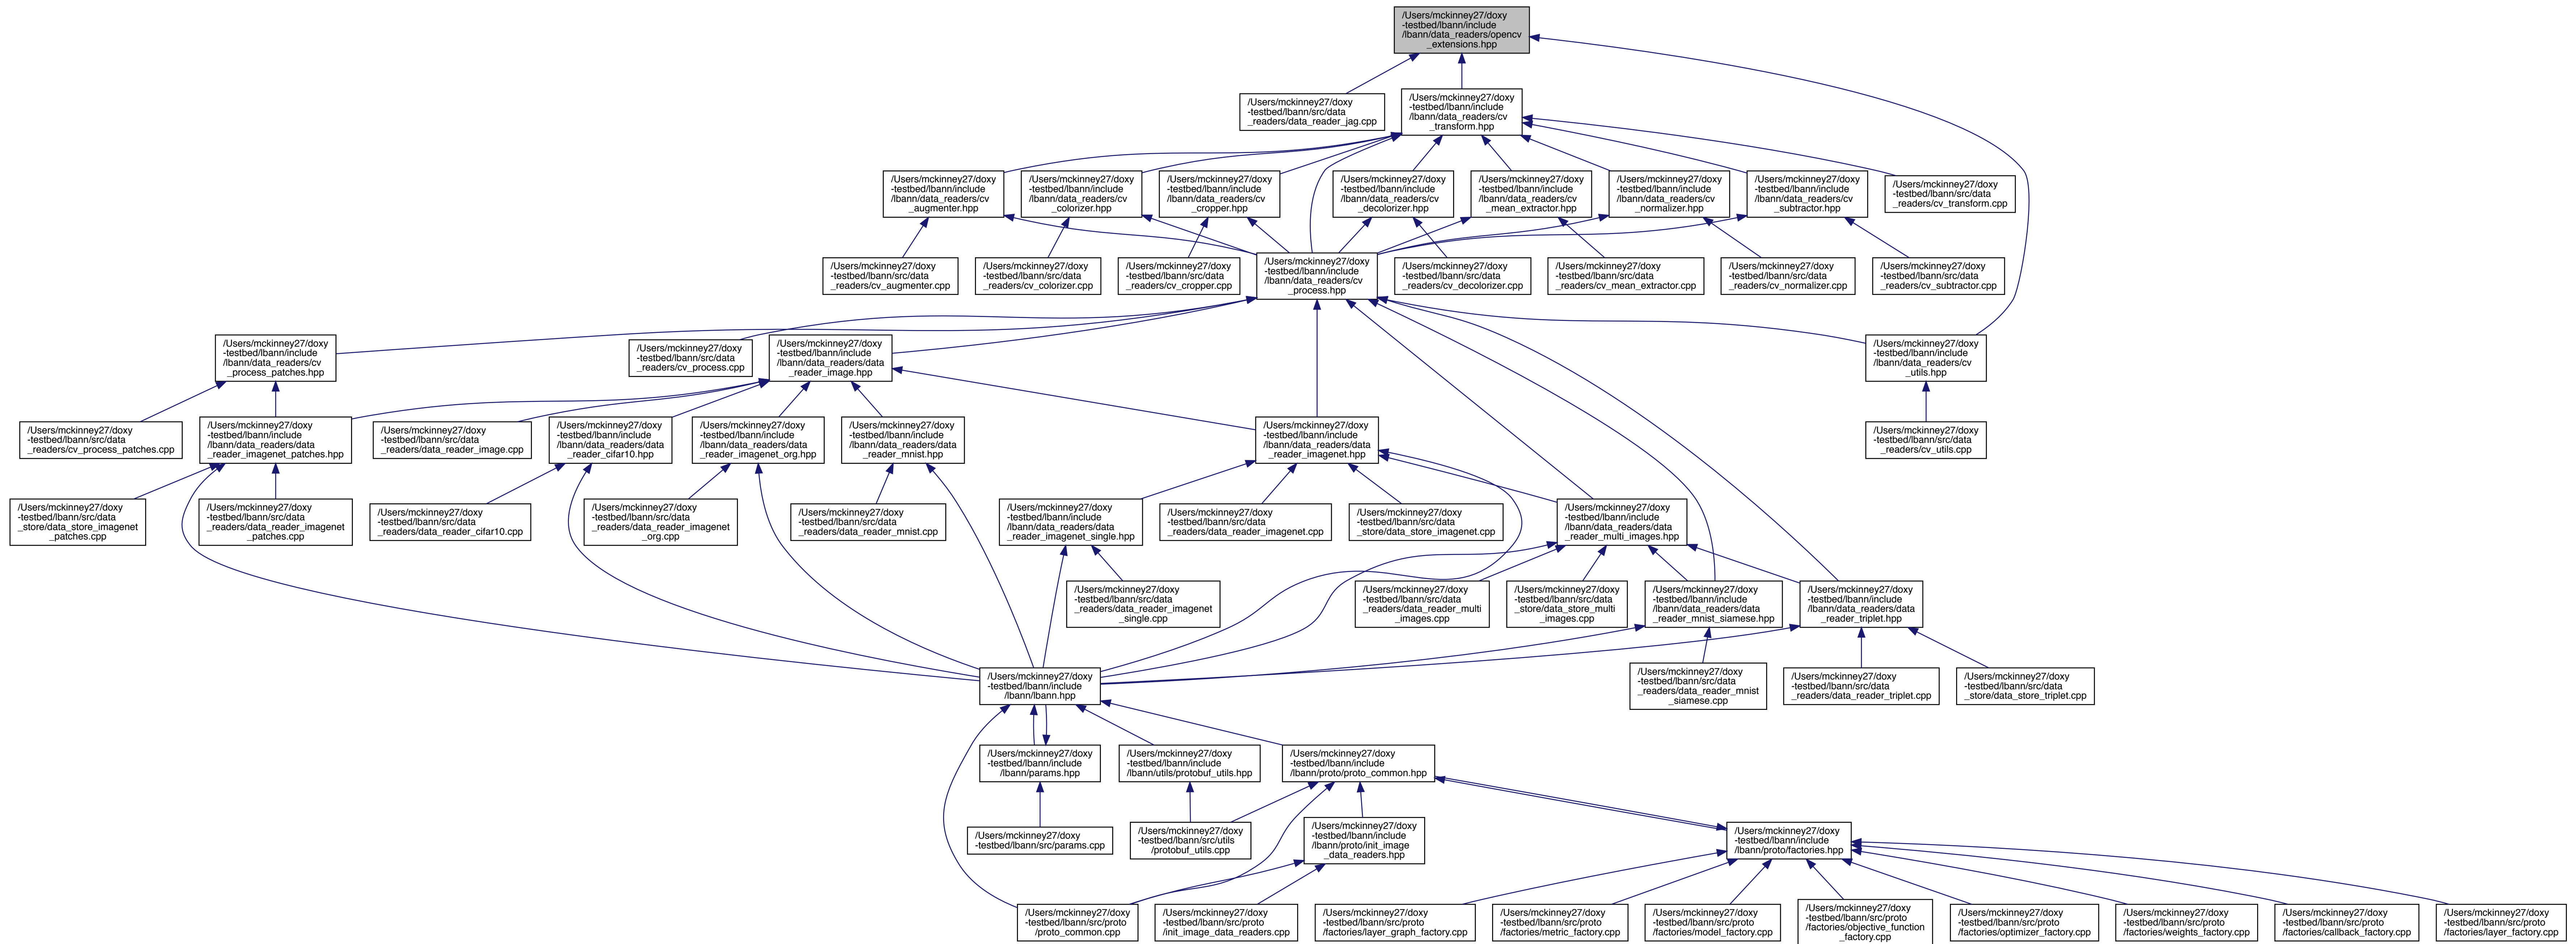 /Users/mckinney27/doxy
-testbed/lbann/include
/lbann/data_readers/opencv
_extensions.hpp
/Users/mckinney27/doxy
-testbed/lbann/src/data
_readers/data_reader_jag.cpp
/Users/mckinney27/doxy
-testbed/lbann/include
/lbann/data_readers/cv
_transform.hpp
/Users/mckinney27/doxy
-testbed/lbann/include
/lbann/data_readers/cv
_augmenter.hpp
/Users/mckinney27/doxy
-testbed/lbann/include
/lbann/data_readers/cv
_colorizer.hpp
/Users/mckinney27/doxy
-testbed/lbann/include
/lbann/data_readers/cv
_cropper.hpp
/Users/mckinney27/doxy
-testbed/lbann/include
/lbann/data_readers/cv
_decolorizer.hpp
/Users/mckinney27/doxy
-testbed/lbann/include
/lbann/data_readers/cv
_mean_extractor.hpp
/Users/mckinney27/doxy
-testbed/lbann/include
/lbann/data_readers/cv
_normalizer.hpp
/Users/mckinney27/doxy
-testbed/lbann/include
/lbann/data_readers/cv
_subtractor.hpp
/Users/mckinney27/doxy
-testbed/lbann/src/data
_readers/cv_transform.cpp
/Users/mckinney27/doxy
-testbed/lbann/src/data
_readers/cv_augmenter.cpp
/Users/mckinney27/doxy
-testbed/lbann/src/data
_readers/cv_colorizer.cpp
/Users/mckinney27/doxy
-testbed/lbann/src/data
_readers/cv_cropper.cpp
/Users/mckinney27/doxy
-testbed/lbann/include
/lbann/data_readers/cv
_process.hpp
/Users/mckinney27/doxy
-testbed/lbann/src/data
_readers/cv_decolorizer.cpp
/Users/mckinney27/doxy
-testbed/lbann/src/data
_readers/cv_mean_extractor.cpp
/Users/mckinney27/doxy
-testbed/lbann/src/data
_readers/cv_normalizer.cpp
/Users/mckinney27/doxy
-testbed/lbann/src/data
_readers/cv_subtractor.cpp
/Users/mckinney27/doxy
-testbed/lbann/include
/lbann/data_readers/cv
_process_patches.hpp
/Users/mckinney27/doxy
-testbed/lbann/src/data
_readers/cv_process.cpp
/Users/mckinney27/doxy
-testbed/lbann/include
/lbann/data_readers/data
_reader_image.hpp
/Users/mckinney27/doxy
-testbed/lbann/include
/lbann/data_readers/cv
_utils.hpp
/Users/mckinney27/doxy
-testbed/lbann/src/data
_readers/cv_process_patches.cpp
/Users/mckinney27/doxy
-testbed/lbann/include
/lbann/data_readers/data
_reader_imagenet_patches.hpp
/Users/mckinney27/doxy
-testbed/lbann/src/data
_readers/data_reader_image.cpp
/Users/mckinney27/doxy
-testbed/lbann/include
/lbann/data_readers/data
_reader_cifar10.hpp
/Users/mckinney27/doxy
-testbed/lbann/include
/lbann/data_readers/data
_reader_imagenet_org.hpp
/Users/mckinney27/doxy
-testbed/lbann/include
/lbann/data_readers/data
_reader_mnist.hpp
/Users/mckinney27/doxy
-testbed/lbann/include
/lbann/data_readers/data
_reader_imagenet.hpp
/Users/mckinney27/doxy
-testbed/lbann/src/data
_readers/cv_utils.cpp
/Users/mckinney27/doxy
-testbed/lbann/src/data
_store/data_store_imagenet
_patches.cpp
/Users/mckinney27/doxy
-testbed/lbann/src/data
_readers/data_reader_imagenet
_patches.cpp
/Users/mckinney27/doxy
-testbed/lbann/src/data
_readers/data_reader_cifar10.cpp
/Users/mckinney27/doxy
-testbed/lbann/src/data
_readers/data_reader_imagenet
_org.cpp
/Users/mckinney27/doxy
-testbed/lbann/src/data
_readers/data_reader_mnist.cpp
/Users/mckinney27/doxy
-testbed/lbann/include
/lbann/data_readers/data
_reader_imagenet_single.hpp
/Users/mckinney27/doxy
-testbed/lbann/src/data
_readers/data_reader_imagenet.cpp
/Users/mckinney27/doxy
-testbed/lbann/src/data
_store/data_store_imagenet.cpp
/Users/mckinney27/doxy
-testbed/lbann/include
/lbann/data_readers/data
_reader_multi_images.hpp
/Users/mckinney27/doxy
-testbed/lbann/src/data
_readers/data_reader_imagenet
_single.cpp
/Users/mckinney27/doxy
-testbed/lbann/src/data
_readers/data_reader_multi
_images.cpp
/Users/mckinney27/doxy
-testbed/lbann/src/data
_store/data_store_multi
_images.cpp
/Users/mckinney27/doxy
-testbed/lbann/include
/lbann/data_readers/data
_reader_mnist_siamese.hpp
/Users/mckinney27/doxy
-testbed/lbann/include
/lbann/data_readers/data
_reader_triplet.hpp
/Users/mckinney27/doxy
-testbed/lbann/include
/lbann/lbann.hpp
/Users/mckinney27/doxy
-testbed/lbann/src/data
_readers/data_reader_mnist
_siamese.cpp
/Users/mckinney27/doxy
-testbed/lbann/src/data
_readers/data_reader_triplet.cpp
/Users/mckinney27/doxy
-testbed/lbann/src/data
_store/data_store_triplet.cpp
/Users/mckinney27/doxy
-testbed/lbann/include
/lbann/params.hpp
/Users/mckinney27/doxy
-testbed/lbann/include
/lbann/utils/protobuf_utils.hpp
/Users/mckinney27/doxy
-testbed/lbann/include
/lbann/proto/proto_common.hpp
/Users/mckinney27/doxy
-testbed/lbann/src/params.cpp
/Users/mckinney27/doxy
-testbed/lbann/src/utils
/protobuf_utils.cpp
/Users/mckinney27/doxy
-testbed/lbann/include
/lbann/proto/init_image
_data_readers.hpp
/Users/mckinney27/doxy
-testbed/lbann/include
/lbann/proto/factories.hpp
/Users/mckinney27/doxy
-testbed/lbann/src/proto
/proto_common.cpp
/Users/mckinney27/doxy
-testbed/lbann/src/proto
/init_image_data_readers.cpp
/Users/mckinney27/doxy
-testbed/lbann/src/proto
/factories/layer_graph_factory.cpp
/Users/mckinney27/doxy
-testbed/lbann/src/proto
/factories/metric_factory.cpp
/Users/mckinney27/doxy
-testbed/lbann/src/proto
/factories/model_factory.cpp
/Users/mckinney27/doxy
-testbed/lbann/src/proto
/factories/objective_function
_factory.cpp
/Users/mckinney27/doxy
-testbed/lbann/src/proto
/factories/optimizer_factory.cpp
/Users/mckinney27/doxy
-testbed/lbann/src/proto
/factories/weights_factory.cpp
/Users/mckinney27/doxy
-testbed/lbann/src/proto
/factories/callback_factory.cpp
/Users/mckinney27/doxy
-testbed/lbann/src/proto
/factories/layer_factory.cpp